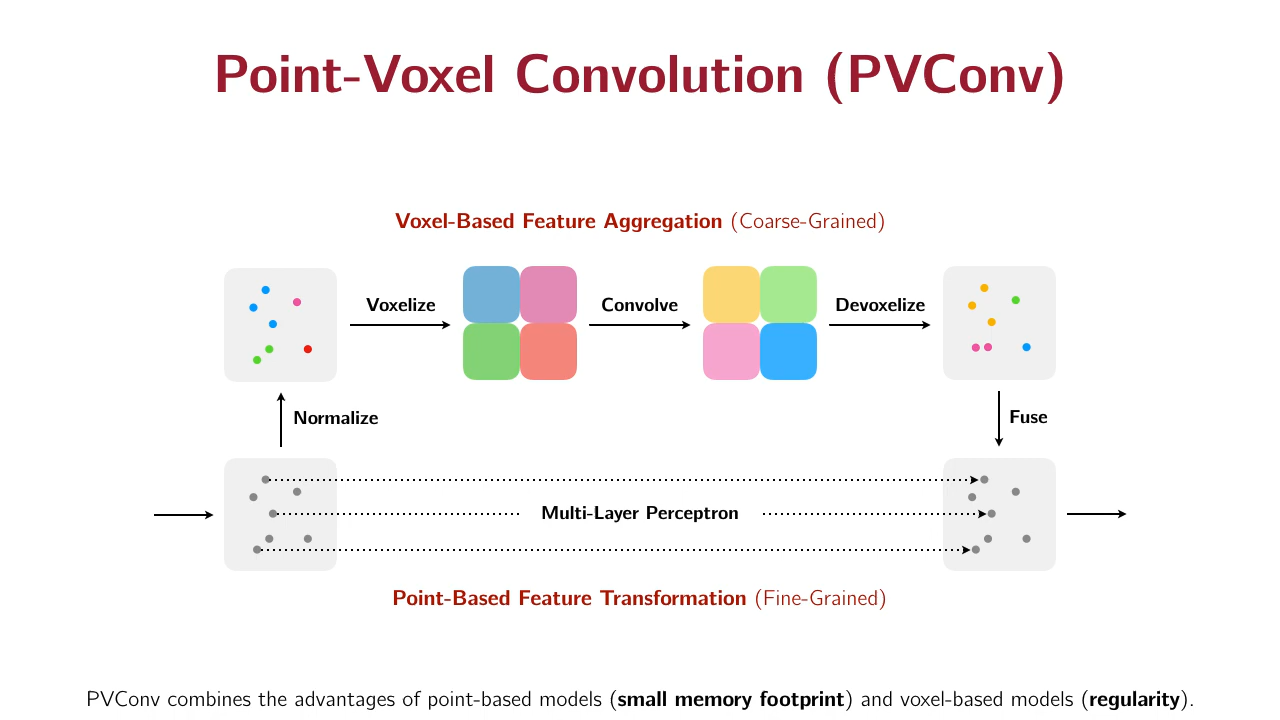 Point-Voxel Convolution (PVConv)
Voxel-Based Feature Aggregation (Coarse-Grained)
Voxelize
Convolve
Devoxelize
Normalize
Fuse
Multi-Layer Perceptron
Point-Based Feature Transformation (Fine-Grained)
PVConv combines the advantages of point-based models (small memory footprint) and voxel-based models (regularity).